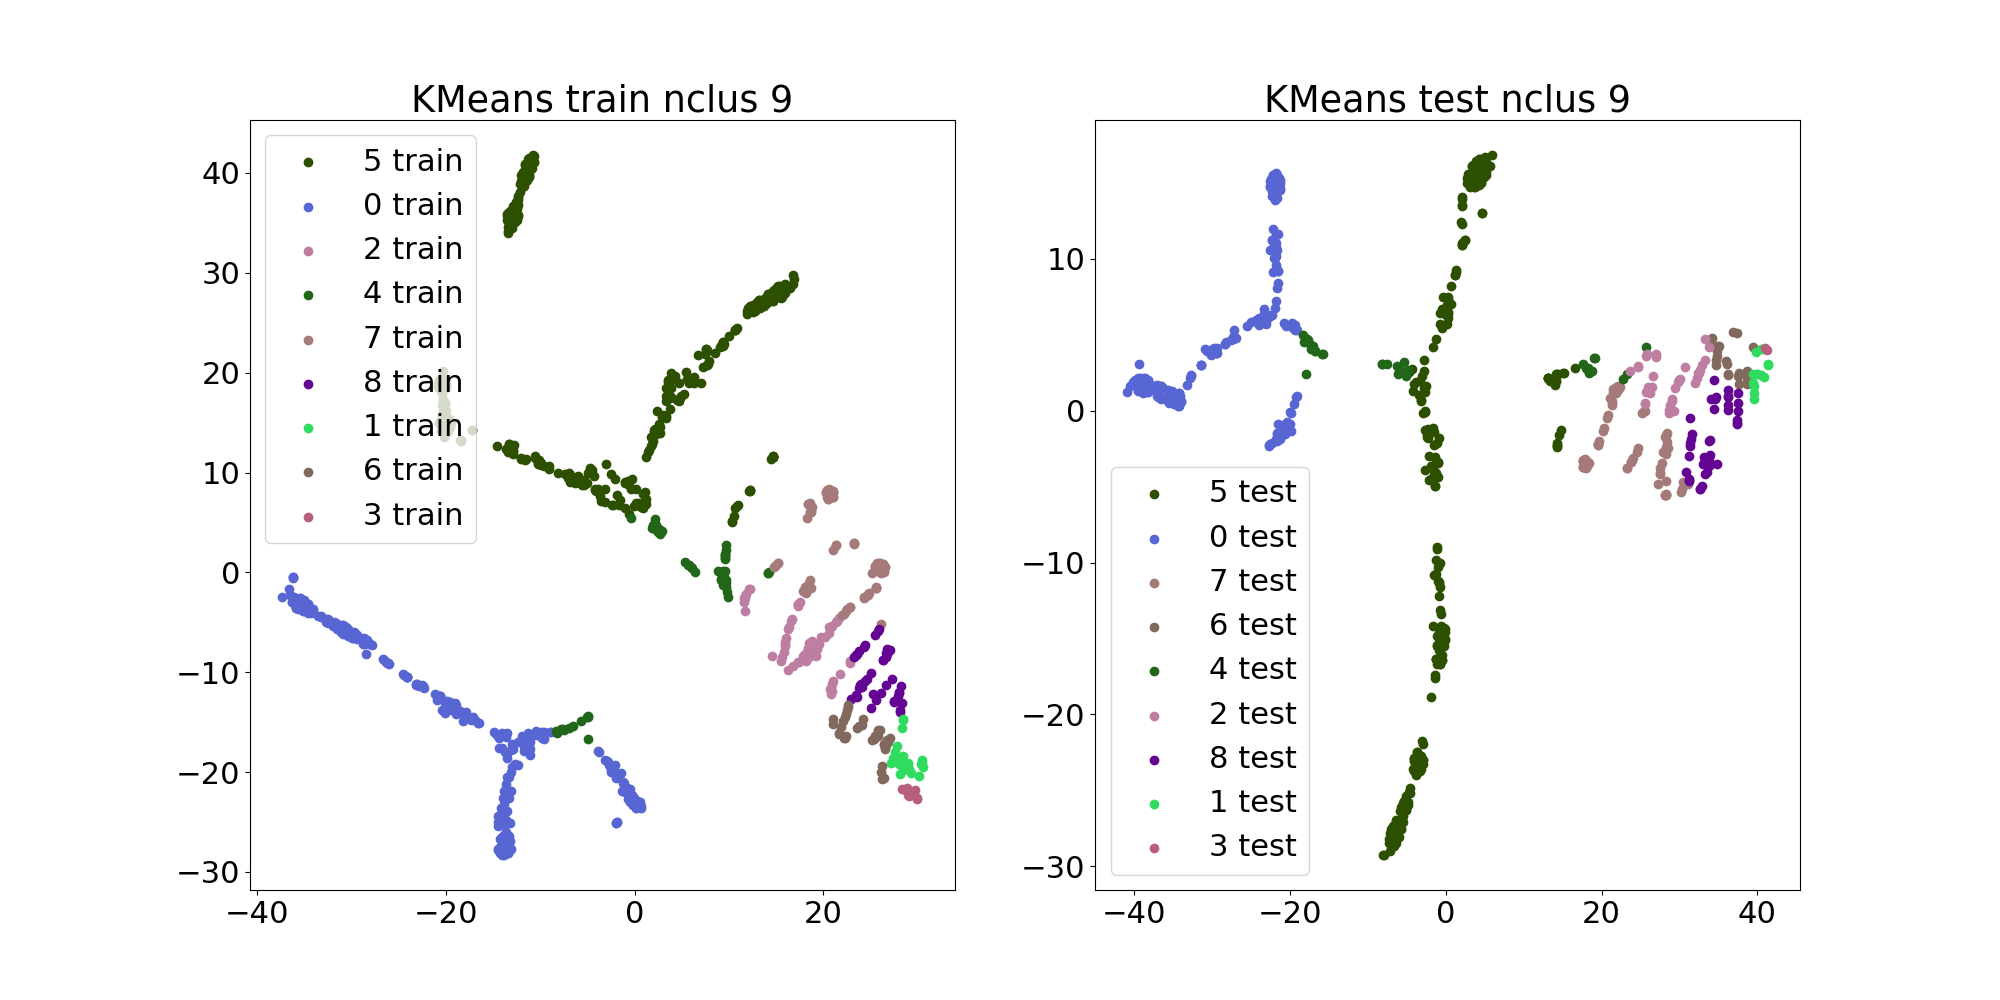 KMeans train nclus 9
40
30
20
10
0
−10
−20
−30
−40
−20
0
20
5 train
0 train
2 train
4 train
7 train
8 train
1 train
6 train
3 train
KMeans test nclus 9
10
0
−10
−20
−30
−40
−20
0
20
40
5 test
0 test
7 test
6 test
4 test
2 test
8 test
1 test
3 test